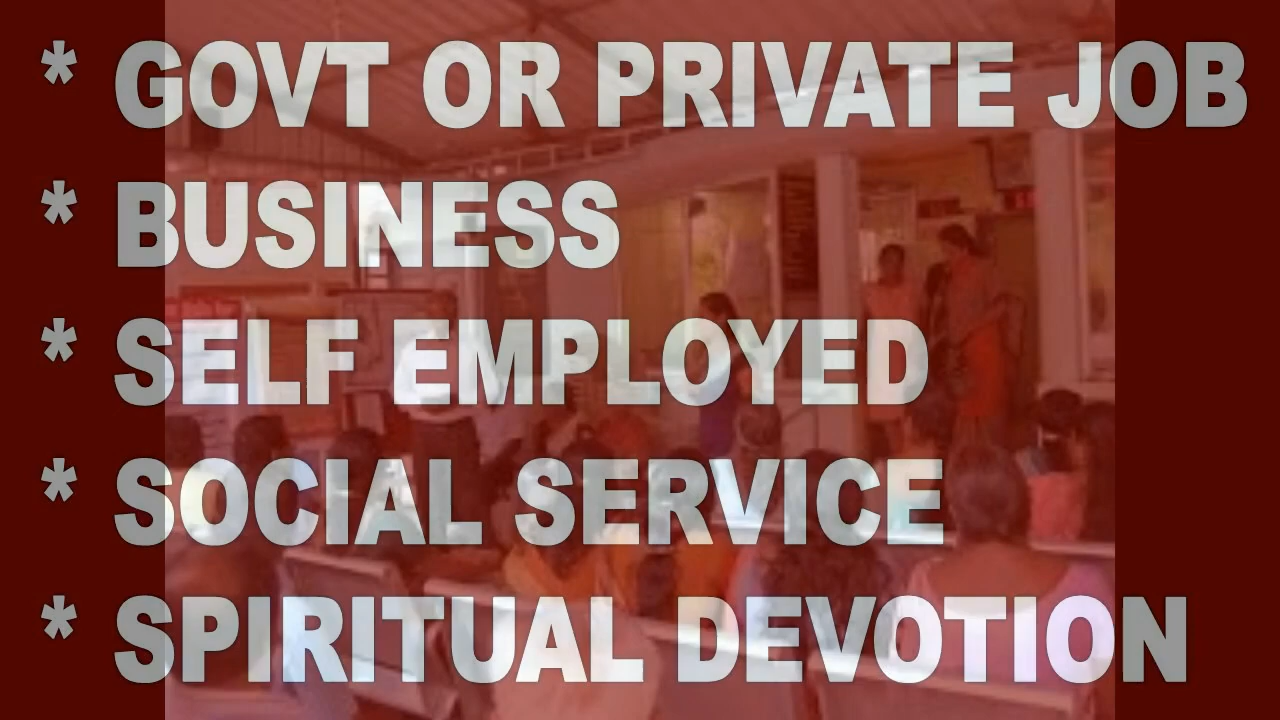 * GOVT OR PRIVATE JOB
* BUSINESS
* SELF EMPLOYED
* SOCIAL SERVICE
* SPIRITUAL DEVOTION